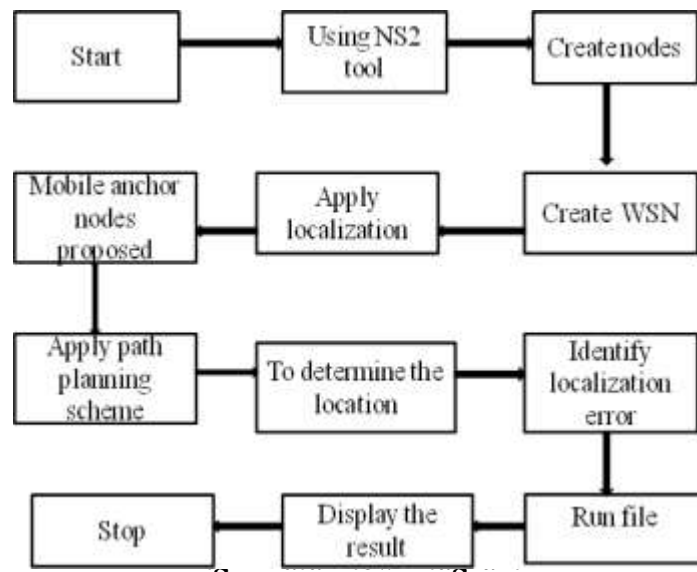 Start
Using NS2
tool
Createnodes
Mobile anchor
nodes
proposed
Apply
localization
Create WSN
Apply path
planning
scheme
To determine the
location
Identify
localization
error
Stop
Display the
result
Run file